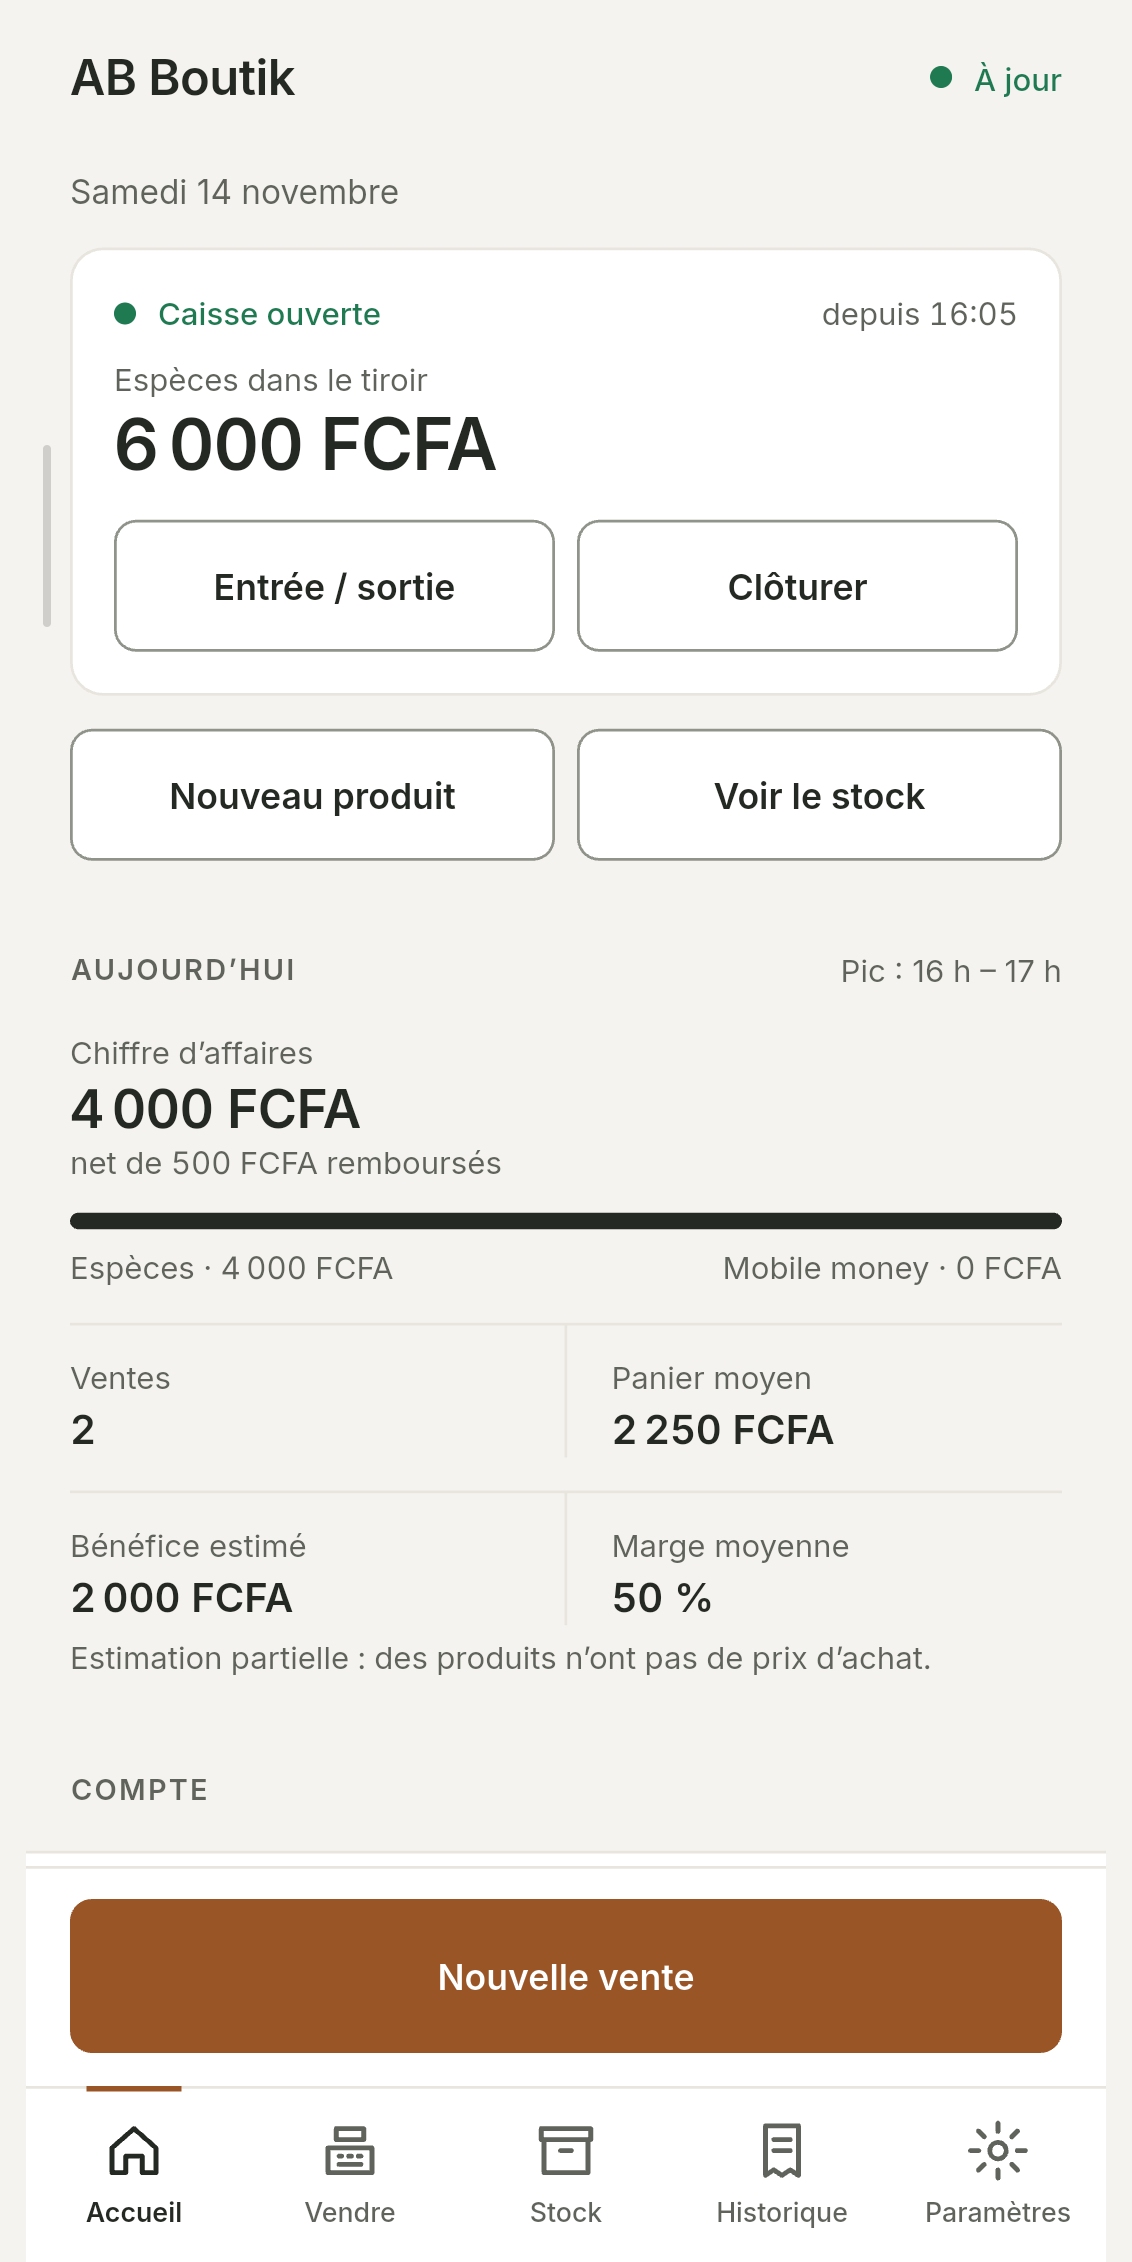 AB Boutik
À jour
Samedi 14 novembre
Caisse ouverte
depuis 16:05
Espèces dans le tiroir
6 000 FCFA
Entrée / sortie
Clôturer
Nouveau produit
Voir le stock
AUJOURD’HUI
Pic : 16 h – 17 h
Chiffre d’affaires
4 000 FCFA
net de 500 FCFA remboursés
Espèces · 4 000 FCFA
Mobile money · 0 FCFA
Ventes
2
Panier moyen
2 250 FCFA
Bénéfice estimé
2 000 FCFA
Marge moyenne
50 %
Estimation partielle : des produits n’ont pas de prix d’achat.
COMPTE
Nouvelle vente
Accueil
Vendre
Stock
Historique
Paramètres